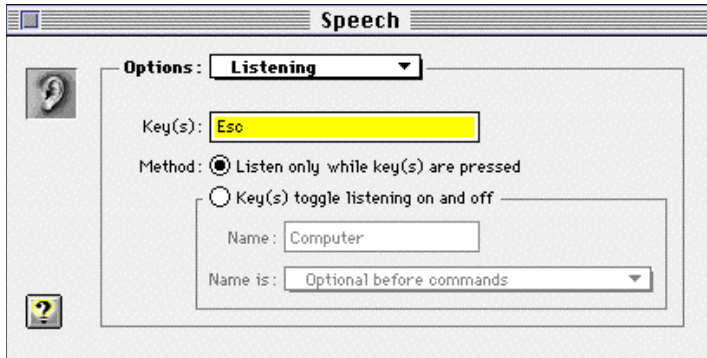 Speech
Options: Listening
Key(s): Esc
Method: Listen only while key(s) are pressed
Key(s) toggle listening on and off
Name: Computer
Name is: Optional before commands
?